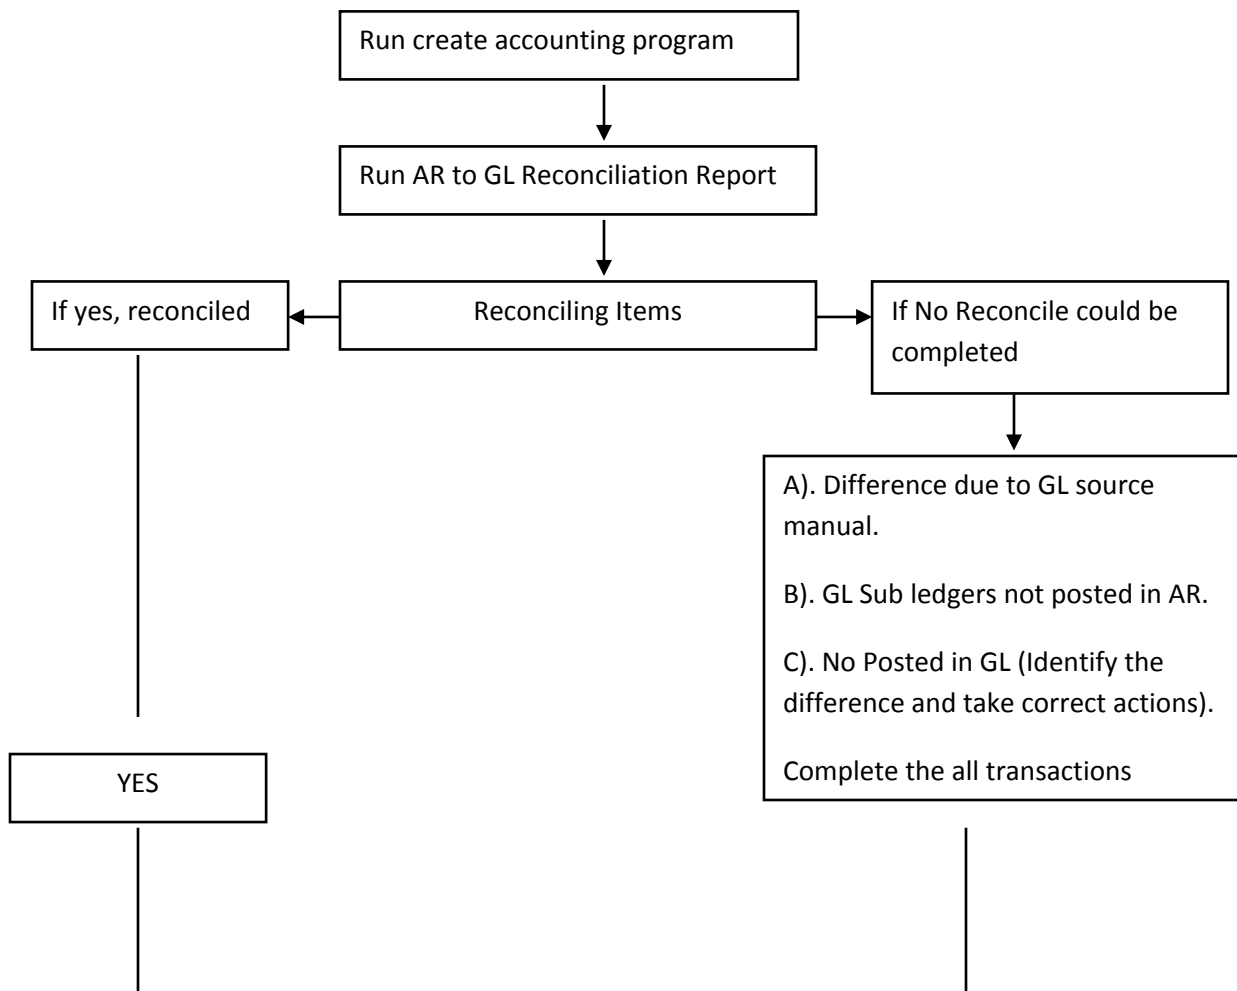 Run create accounting program
Run AR to GL Reconciliation Report
If yes, reconciled
Reconciling Items
If No Reconcile could be
completed
A). Difference due to GL source
manual.
B). GL Sub ledgers not posted in AR.
C). No Posted in GL (Identify the
difference and take correct actions).
Complete the all transactions
YES